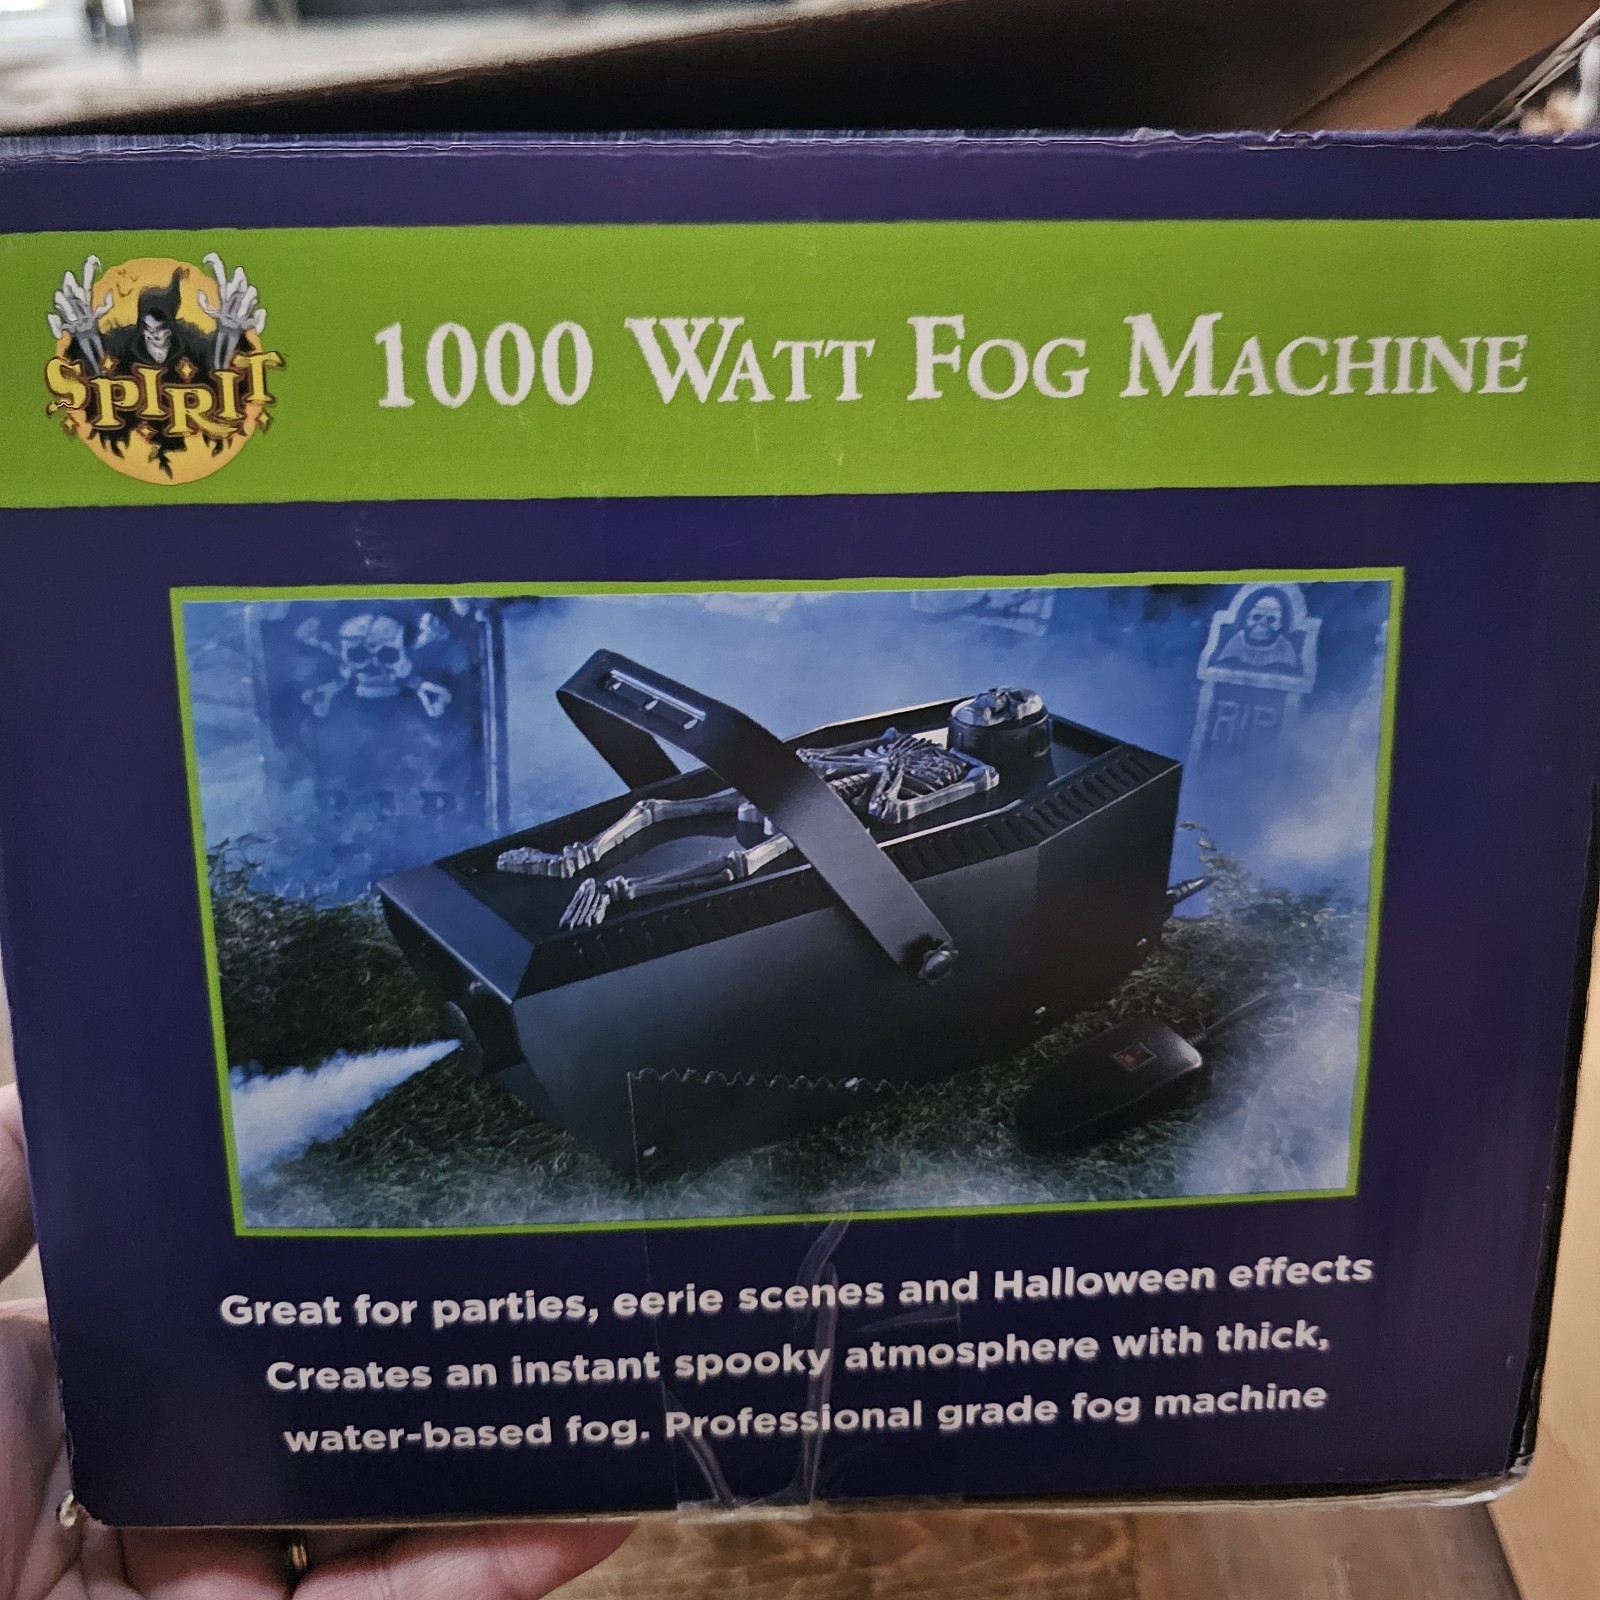 SPIRIT
1000 WATT FOG MACHINE
RIP
Great for parties, eerie scenes and Halloween effects
Creates an instant spooky atmosphere with thick,
water-based fog. Professional grade fog machine